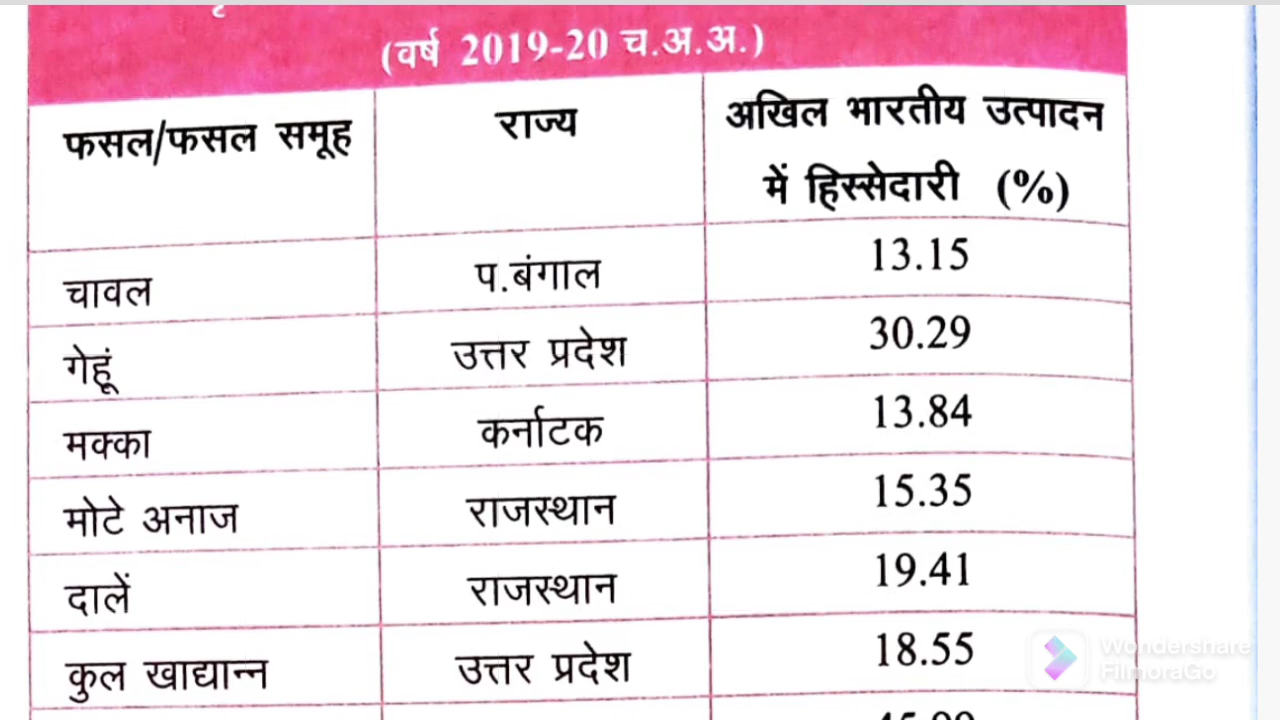 (वर्ष 2019-20 च.अ.अ.)
फसल/फसल समूह राज्य अखिल भारतीय उत्पादन
में हिस्सेदारी (%)
चावल प.बंगाल 13.15
गेहूं उत्तर प्रदेश 30.29
मक्का कर्नाटक 13.84
मोटे अनाज राजस्थान 15.35
दालें राजस्थान 19.41
कुल खाद्यान्न उत्तर प्रदेश 18.55
Wondershare
FilmoraGo